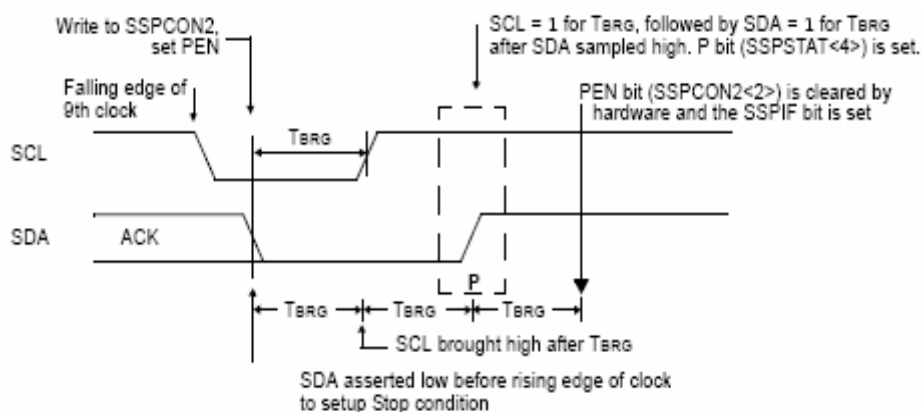 Write to SSPCON2,
set PEN
SCL = 1 for TBRG, followed by SDA = 1 for TBRG
after SDA sampled high. P bit (SSPSTAT<4>) is set.
Falling edge of
9th clock
PEN bit (SSPCON2<2>) is cleared by
hardware and the SSPIF bit is set
TBRG
SCL
SDA
ACK
P
TBRG
TBRG
TBRG
SCL brought high after TBRG
SDA asserted low before rising edge of clock
to setup Stop condition